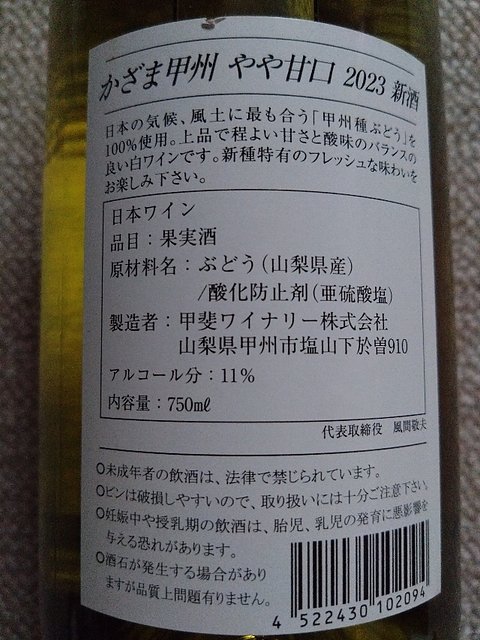 かざま甲州 やや甘口 2023 新酒
日本の気候、風土に最も合う「甲州種ぶどう」を
100%使用。上品で程よい甘さと酸味のバランスの
良い白ワインです。新種特有のフレッシュな味わいを
お楽しみ下さい。
日本ワイン
品目：果実酒
原材料名：ぶどう(山梨県産)
/酸化防止剤(亜硫酸塩)
製造者：甲斐ワイナリー株式会社
山梨県甲州市塩山下於曽910
アルコール分：11%
内容量：750mℓ
代表取締役 風間敬夫
○未成年者の飲酒は、法律で禁じられています。
○ビンは破損しやすいので、取り扱いには十分ご注意下さい。
○妊娠中や授乳期の飲酒は、胎児、乳児の発育に悪影響を
与える恐れがあります。
○酒石が発生する場合があり
ますが品質上問題有りません。
4 522430 102094